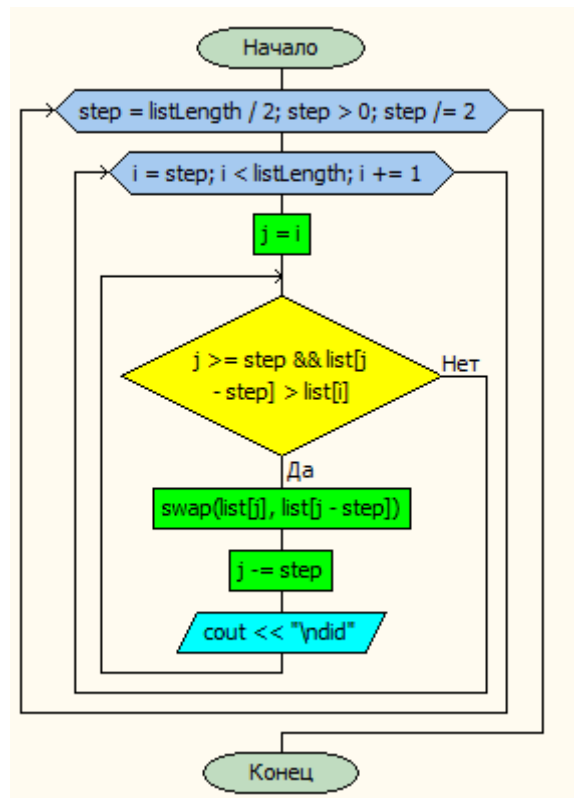 Начало
step = listLength / 2; step > 0; step /= 2
i = step; i < listLength; i += 1
j = i
j >= step && list[j
- step] > list[i]
Нет
Да
swap(list[j], list[j - step])
j -= step
cout << "\ndid"
Конец